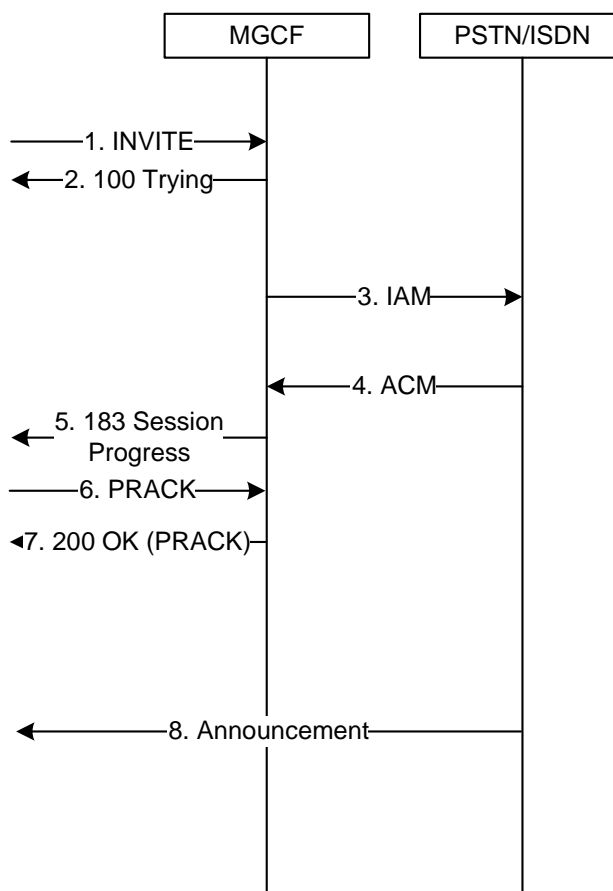 MGCF
PSTN/ISDN
1. INVITE
2. 100 Trying
3. IAM
4. ACM
5. 183 Session
Progress
6. PRACK
7. 200 OK (PRACK)
8. Announcement